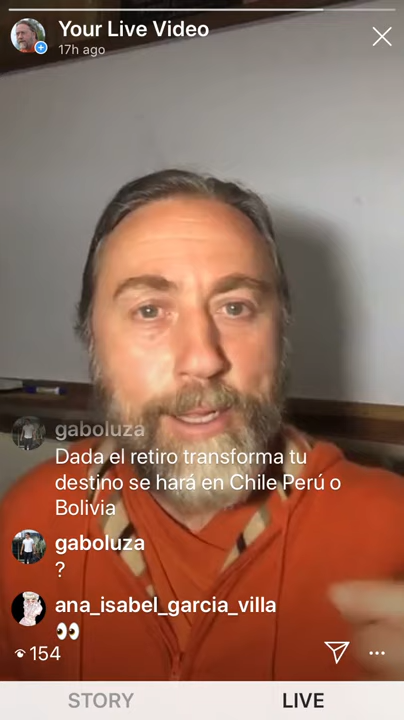 Your Live Video
17h ago
gaboluza
Dada el retiro transforma tu
destino se hará en Chile Perú o
Bolivia
gaboluza
?
ana_isabel_garcia_villa
👀
154
STORY
LIVE